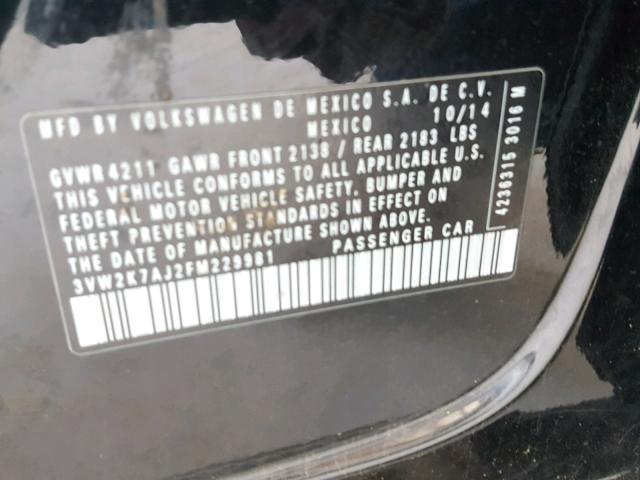 MFD BY VOLKSWAGEN DE MEXICO S.A. DE C.V.
MEXICO 10/14
GVWR 4211 GAWR FRONT 2138 / REAR 2183 LBS
THIS VEHICLE CONFORMS TO ALL APPLICABLE U.S.
FEDERAL MOTOR VEHICLE SAFETY, BUMPER AND
THEFT PREVENTION STANDARDS IN EFFECT ON
THE DATE OF MANUFACTURE SHOWN ABOVE.
3VW2K7AJ2FM229981 PASSENGER CAR
4236315 3016 M